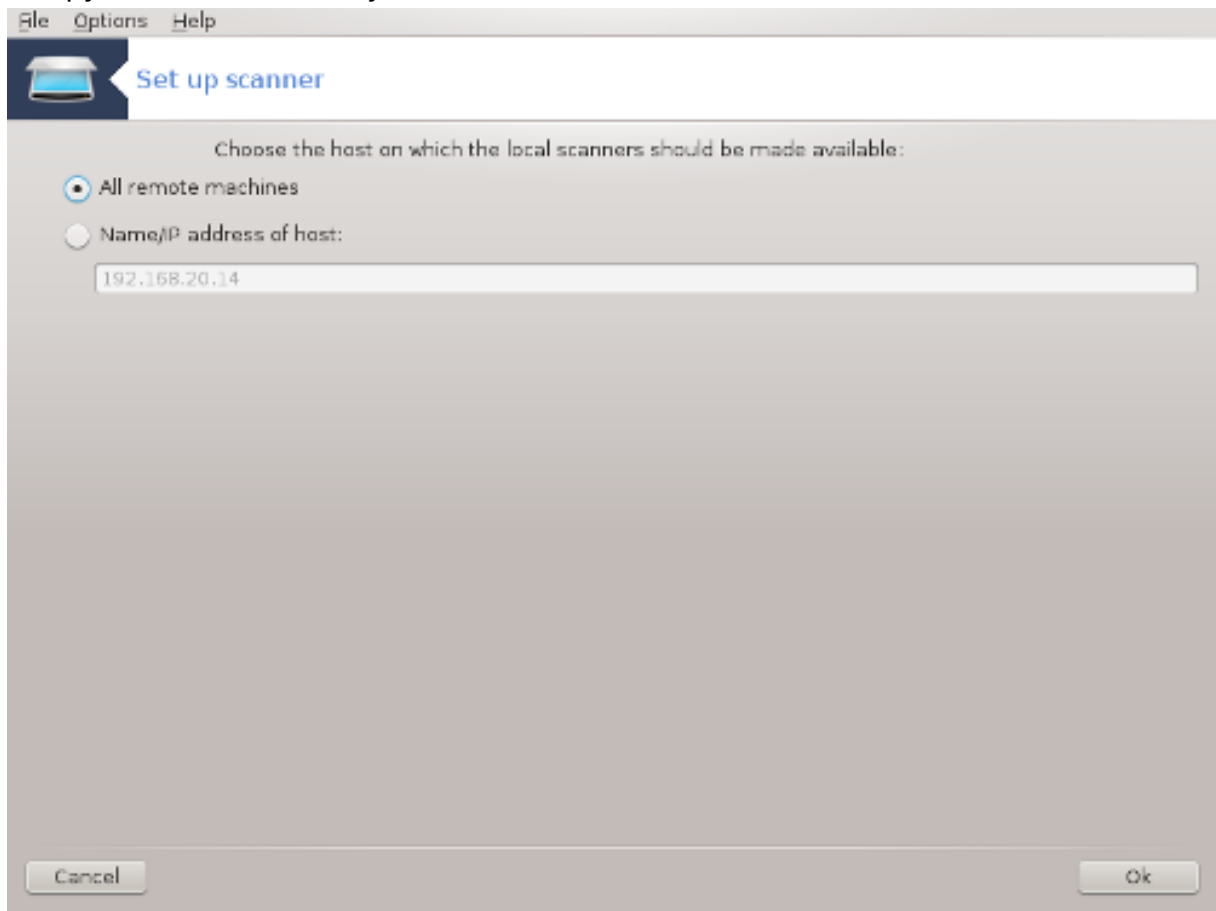 File Options Help
Set up scanner
Choose the host on which the local scanners should be made available:
All remote machines
Name/IP address of host:
192.168.20.14
Cancel
Ok